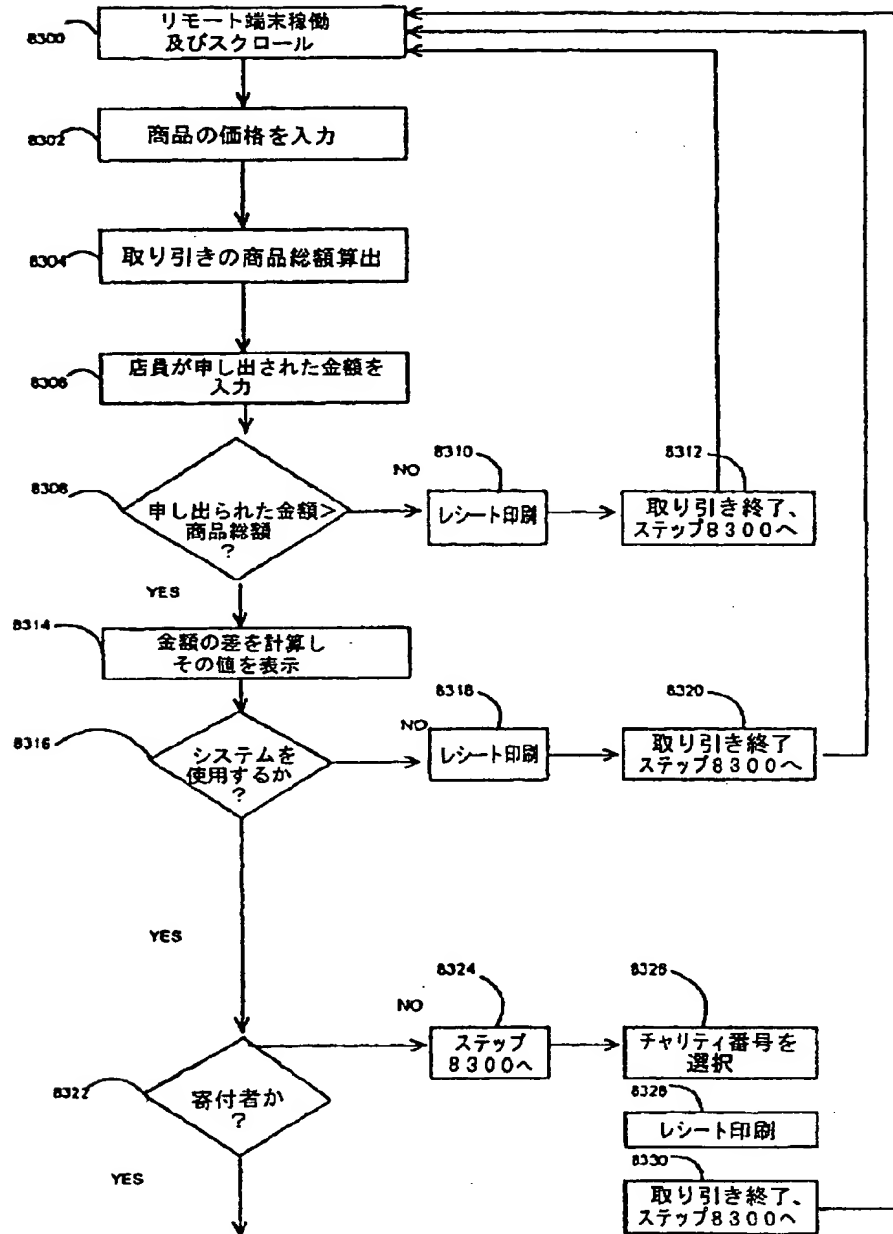 8300
リモート端末稼働
及びスクロール
8302
商品の価格を入力
8304
取り引きの商品総額算出
8306
店員が申し出された金額を
入力
8308
申し出られた金額>
商品総額
?
NO
8310
レシート印刷
8312
取り引き終了、
ステップ8300へ
YES
8314
金額の差を計算し
その値を表示
8316
システムを
使用するか
?
NO
8318
レシート印刷
8320
取り引き終了
ステップ8300へ
YES
8322
寄付者か
?
NO
8324
ステップ
8300へ
8326
チャリティ番号を
選択
8328
レシート印刷
8330
取り引き終了、
ステップ8300へ
YES